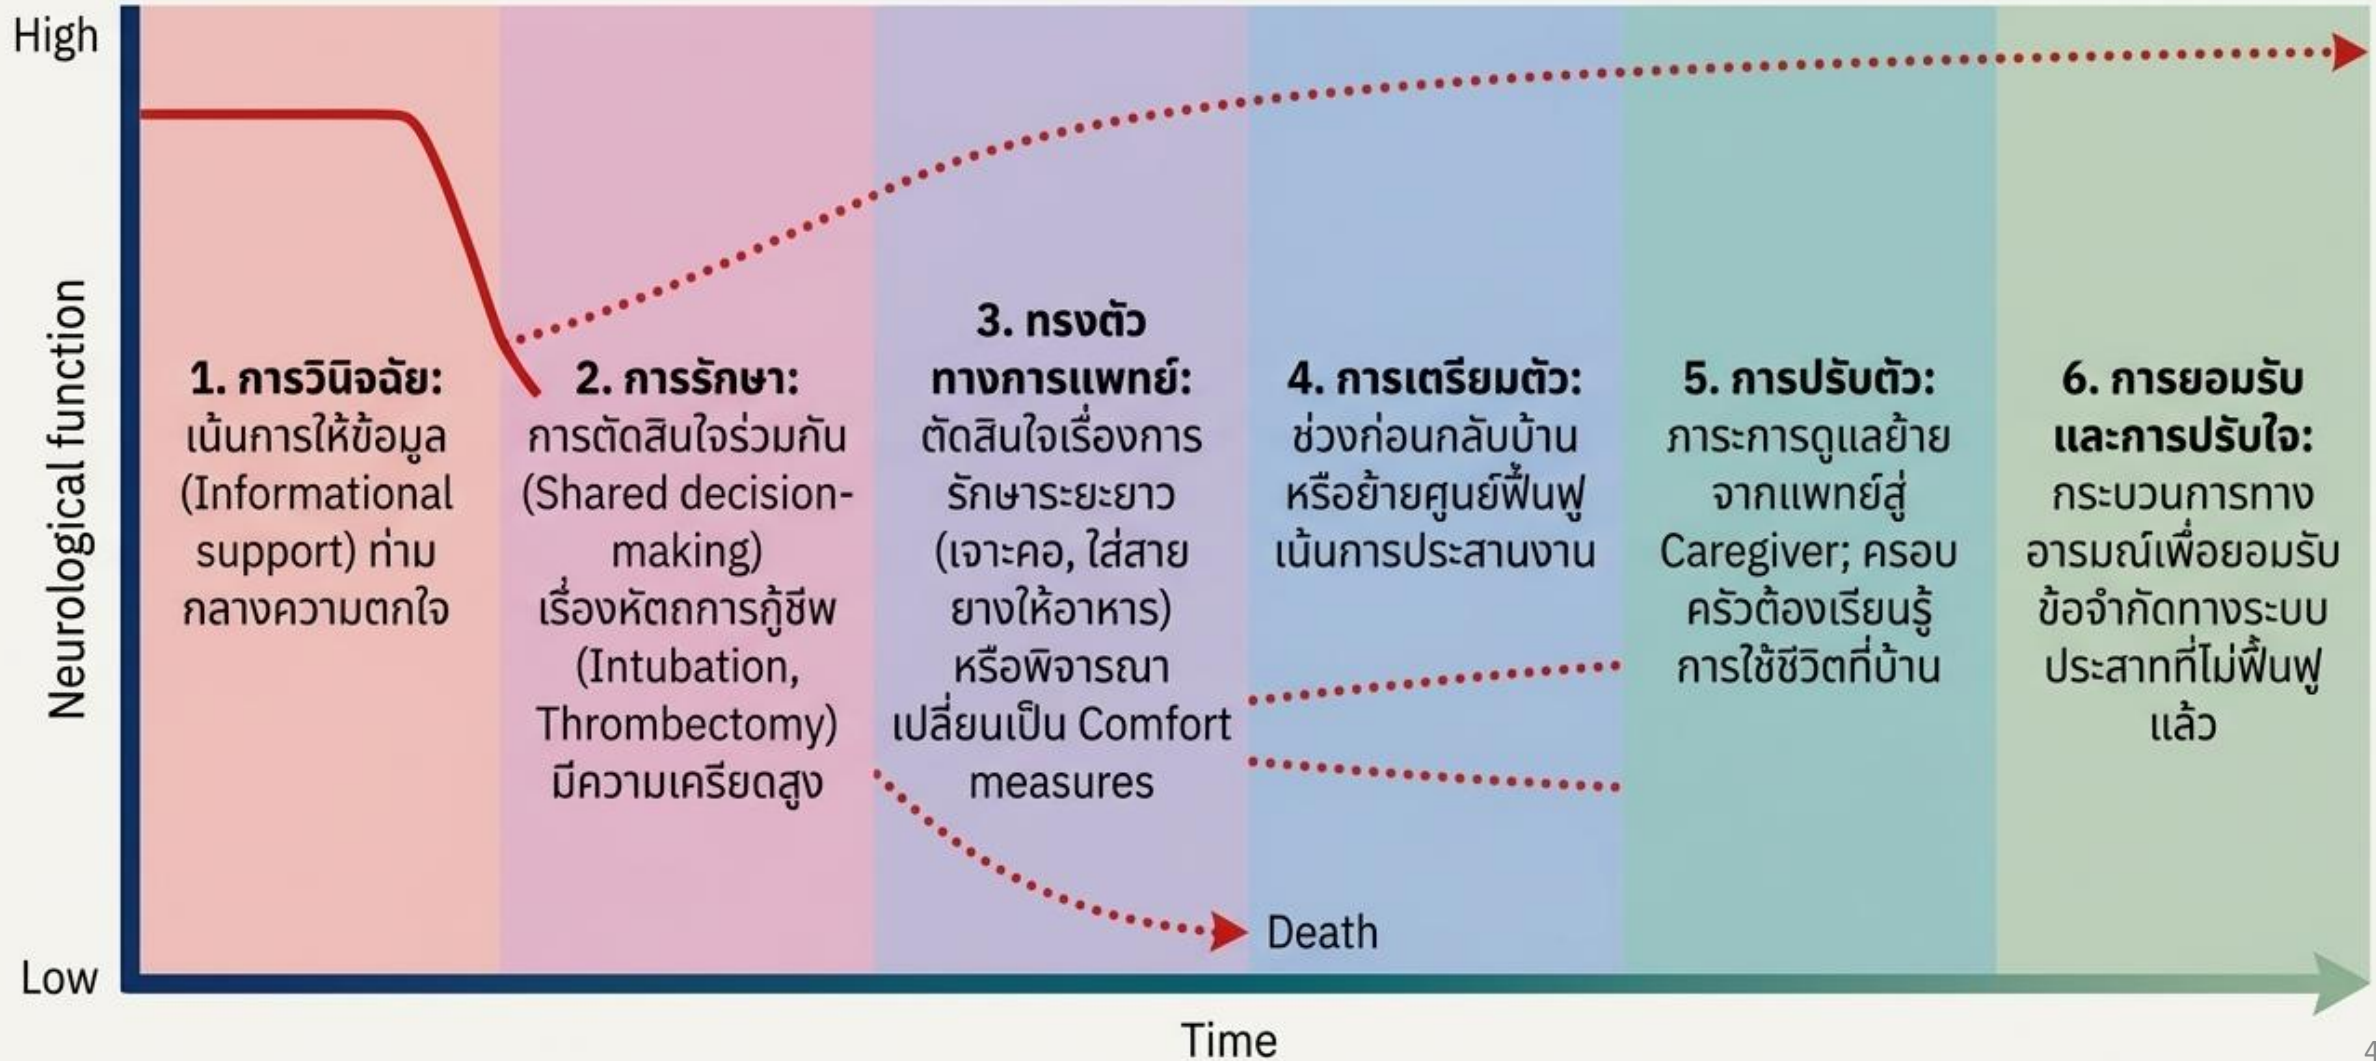 High
Neurological function
Low
1. การวินิจฉัย:
เน้นการให้ข้อมูล
(Informational
support) ท่าม
กลางความตกใจ
2. การรักษา:
การตัดสินใจร่วมกัน
(Shared decision-
making)
เรื่องหัตถการกู้ชีพ
(Intubation,
Thrombectomy)
มีความเครียดสูง
3. ทรงตัว
ทางการแพทย์:
ตัดสินใจเรื่องการ
รักษาระยะยาว
(เจาะคอ, ใส่สาย
ยางให้อาหาร)
หรือพิจารณา
เปลี่ยนเป็น Comfort
measures
4. การเตรียมตัว:
ช่วงก่อนกลับบ้าน
หรือย้ายศูนย์ฟื้นฟู
เน้นการประสานงาน
Death
5. การปรับตัว:
ภาระการดูแลย้าย
จากแพทย์สู่
Caregiver; ครอบ
ครัวต้องเรียนรู้
การใช้ชีวิตที่บ้าน
6. การยอมรับ
และการปรับใจ:
กระบวนการทาง
อารมณ์เพื่อยอมรับ
ข้อจำกัดทางระบบ
ประสาทที่ไม่ฟื้นฟู
แล้ว
Time
4